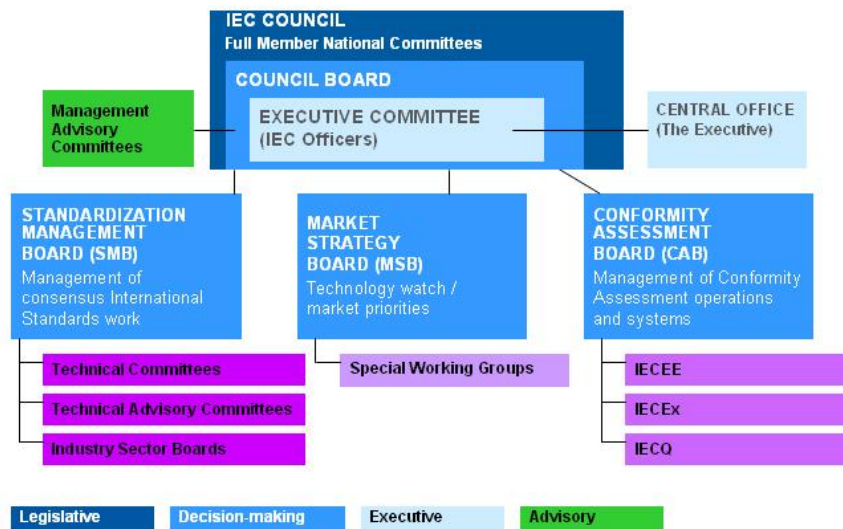 IEC COUNCIL
Full Member National Committees
COUNCIL BOARD
EXECUTIVE COMMITTEE
(IEC Officers)
Management
Advisory
Committees
CENTRAL OFFICE
(The Executive)
STANDARDIZATION
MANAGEMENT
BOARD (SMB)
Management of
consensus International
Standards work
MARKET
STRATEGY
BOARD (MSB)
Technology watch /
market priorities
CONFORMITY
ASSESSMENT
BOARD (CAB)
Management of Conformity
Assessment operations
and systems
Technical Committees
Technical Advisory Committees
Industry Sector Boards
Special Working Groups
IECEE
IECEx
IECQ
Legislative
Decision-making
Executive
Advisory